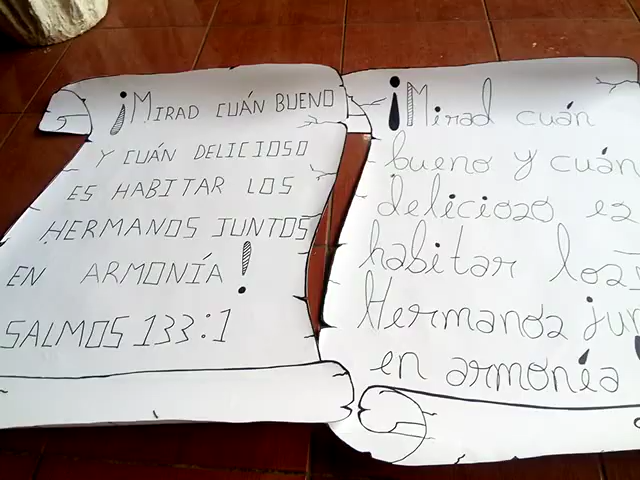 ¡MIRAD CUÁN BUENO
Y CUÁN DELICIOSO
ES HABITAR LOS
HERMANOS JUNTOS
EN ARMONÍA!
SALMOS 133:1
¡Mirad cuán
bueno y cuán
delicioso es
habitar los
Hermanos jun
en armonía